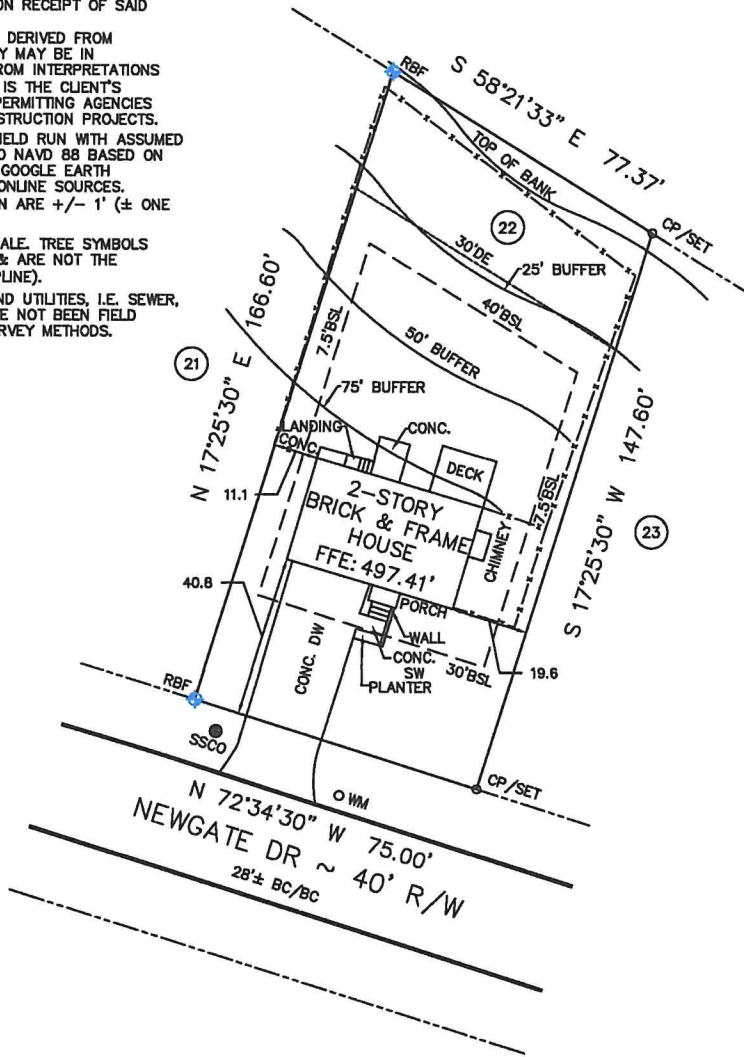 ON RECEIPT OF SAID
DERIVED FROM
Y MAY BE IN
ROM INTERPRETATIONS
IS THE CLIENT'S
PERMITTING AGENCIES
STRUCTION PROJECTS.
IELD RUN WITH ASSUMED
O NAVD 88 BASED ON
GOOGLE EARTH
ONLINE SOURCES.
N ARE +/- 1' (± ONE
ALE. TREE SYMBOLS
& ARE NOT THE
PLINE).
ND UTILITIES, I.E. SEWER,
E NOT BEEN FIELD
RVEY METHODS.
RBF
S 58°21'33" E 77.37'
TOP OF BANK
CP/SET
22
30'DE
25' BUFFER
40'BSL
7.5'BSL
50' BUFFER
N 17°25'30" E 166.60'
21
75' BUFFER
S 17°25'30" W 147.60'
23
LANDING
CONC.
CONC.
DECK
11.1
7.5'BSL
2-STORY
BRICK & FRAME
HOUSE
FFE: 497.41'
CHIMNEY
40.8
PORCH
WALL
CONC.
SW
PLANTER
CONC. DW
30'BSL
19.6
RBF
SSCO
WM
CP/SET
N 72°34'30" W 75.00'
NEWGATE DR ~ 40' R/W
28'± BC/BC